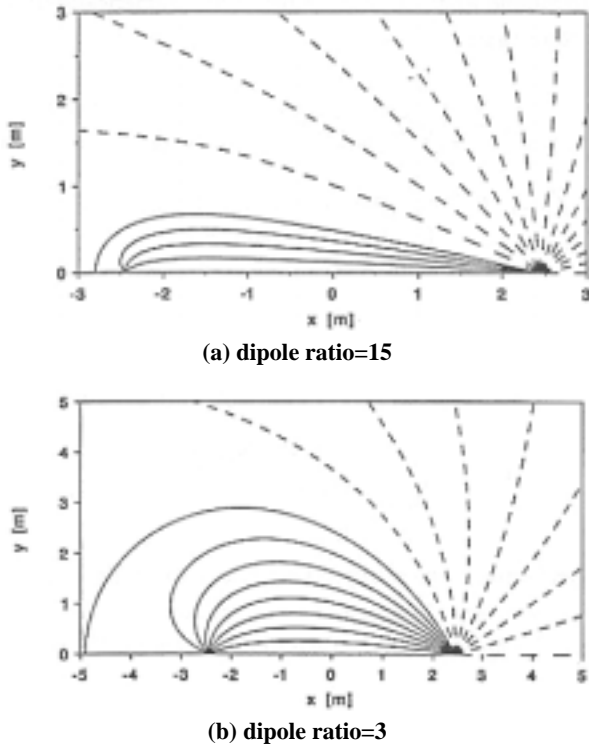 3
2
1
0
y [m]
-3 -2 -1 0 1 2 3
x [m]
(a) dipole ratio=15
5
4
3
2
1
0
y [m]
-5 -4 -3 -2 -1 0 1 2 3 4 5
x [m]
(b) dipole ratio=3